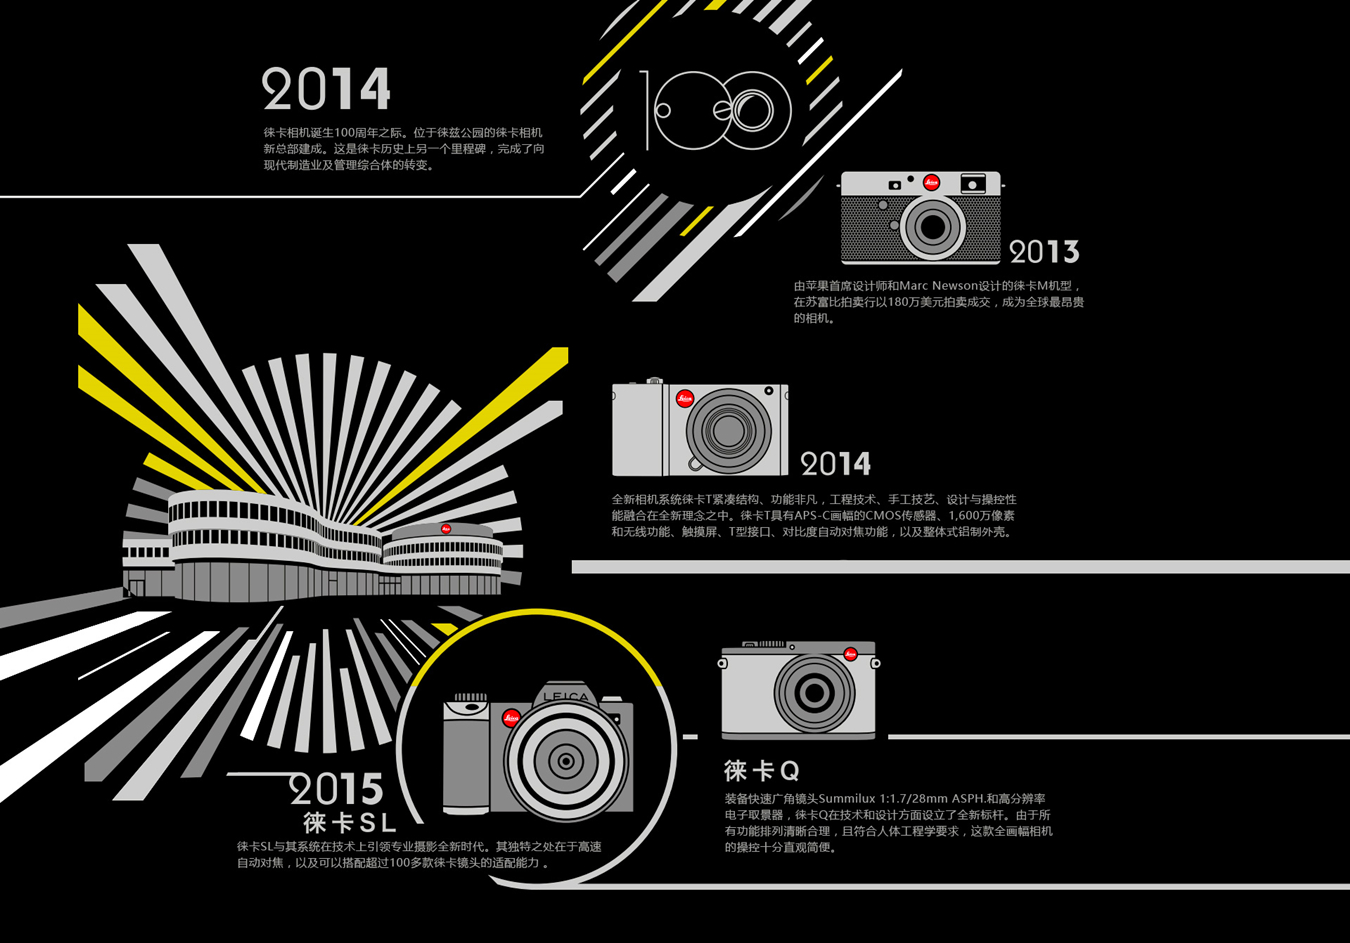 2014
徕卡相机诞生100周年之际。位于徕兹公园的徕卡相机
新总部建成。这是徕卡历史上另一个里程碑，完成了向
现代制造业及管理综合体的转变。
100
Leica
2013
由苹果首席设计师和Marc Newson设计的徕卡M机型，
在苏富比拍卖行以180万美元拍卖成交，成为全球最昂贵
的相机。
Leica
2014
全新相机系统徕卡T紧凑结构、功能非凡，工程技术、手工技艺、设计与操控性
能融合在全新理念之中。徕卡T具有APS-C画幅的CMOS传感器、1,600万像素
和无线功能、触摸屏、T型接口、对比度自动对焦功能，以及整体式铝制外壳。
Leica
LEICA
Leica
2015
徕卡SL
徕卡SL与其系统在技术上引领专业摄影全新时代。其独特之处在于高速
自动对焦，以及可以搭配超过100多款徕卡镜头的适配能力 。
Leica
徕卡Q
装备快速广角镜头Summilux 1:1.7/28mm ASPH.和高分辨率
电子取景器，徕卡Q在技术和设计方面设立了全新标杆。由于所
有功能排列清晰合理，且符合人体工程学要求，这款全画幅相机
的操控十分直观简便。